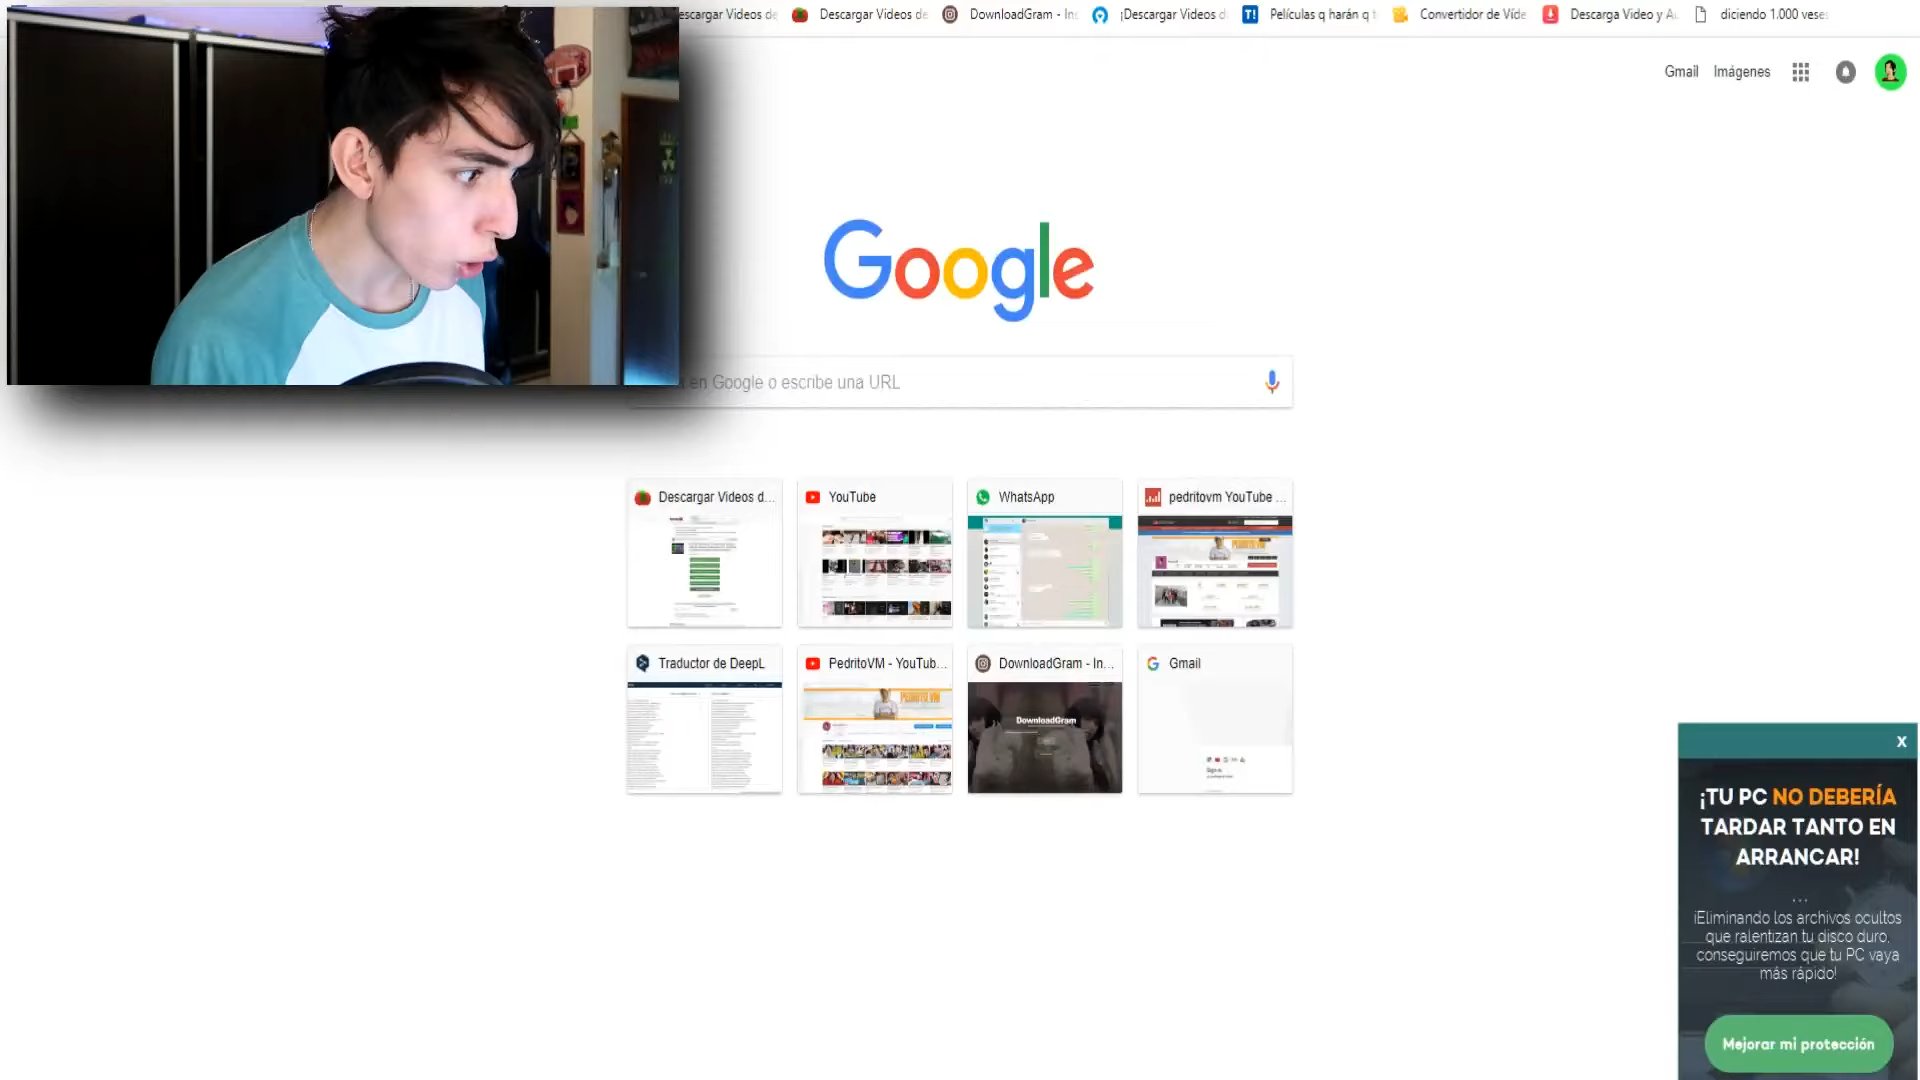 escargar Videos de
Descargar Videos de
DownloadGram - In
¡Descargar Videos d
T!
Películas q harán q t
Convertidor de Víde
Descarga Video y A
diciendo 1.000 veses
Gmail
Imágenes
Google
en Google o escribe una URL
Descargar Videos d...
YouTube
WhatsApp
pedritovm YouTube ...
Traductor de DeepL
PedritoVM - YouTub...
DownloadGram - In...
Gmail
DownloadGram
X
¡TU PC NO DEBERÍA
TARDAR TANTO EN
ARRANCAR!
...
¡Eliminando los archivos ocultos
que ralentizan tu disco duro,
conseguiremos que tu PC vaya
más rápido!
Mejorar mi protección